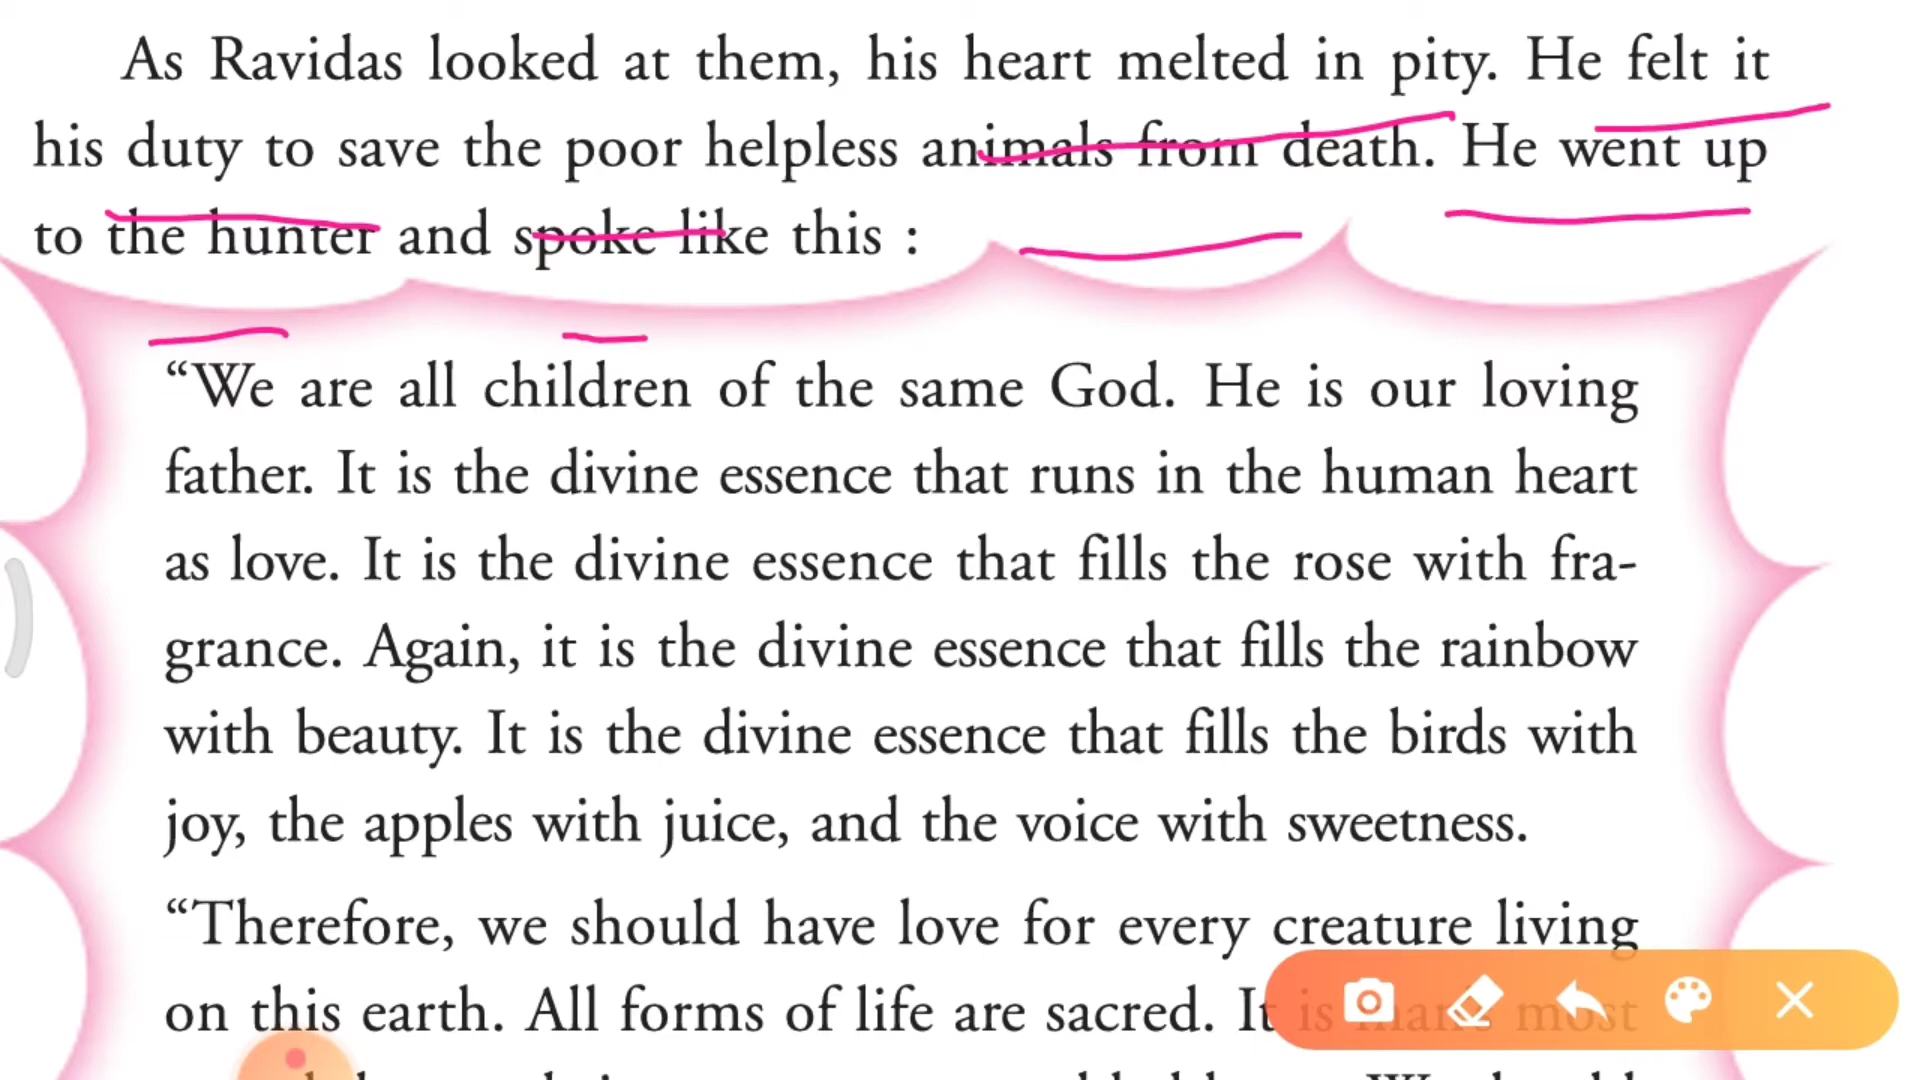 As Ravidas looked at them, his heart melted in pity. He felt it
his duty to save the poor helpless animals from death. He went up
to the hunter and spoke like this :
“We are all children of the same God. He is our loving
father. It is the divine essence that runs in the human heart
as love. It is the divine essence that fills the rose with fra-
grance. Again, it is the divine essence that fills the rainbow
with beauty. It is the divine essence that fills the birds with
joy, the apples with juice, and the voice with sweetness.
“Therefore, we should have love for every creature living
on this earth. All forms of life are sacred. It is man's most